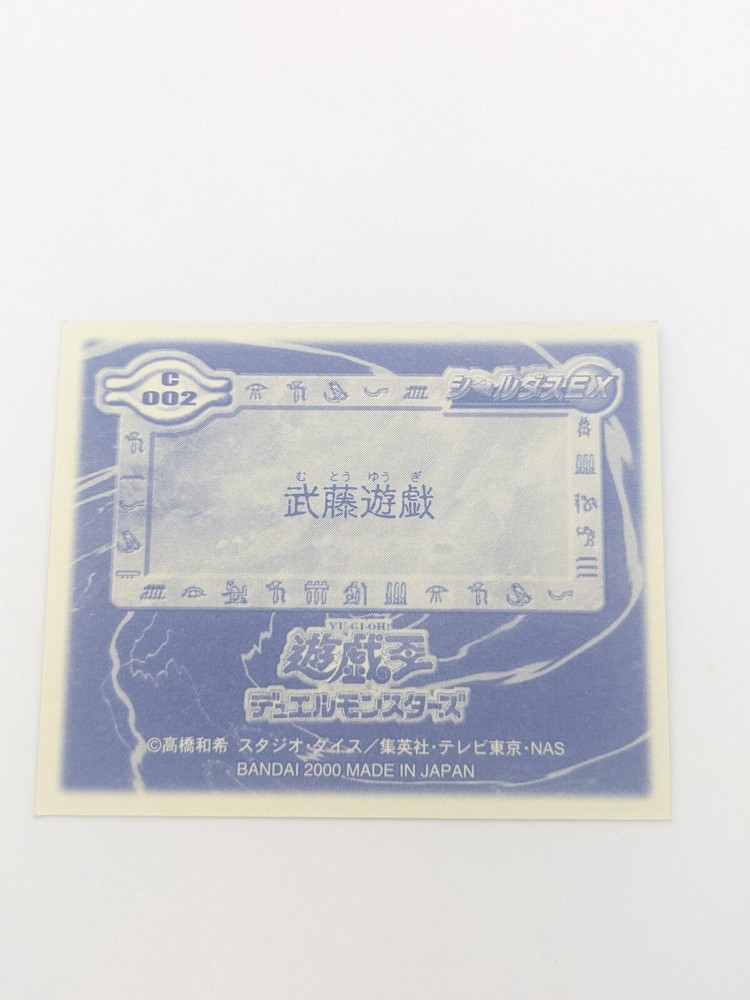 C
002
シールダスEX
むとうゆうぎ
武藤遊戯
YU-GI-OH!
遊戯王
デュエルモンスターズ
©高橋和希 スタジオ・ダイス／集英社・テレビ東京・NAS
BANDAI 2000 MADE IN JAPAN